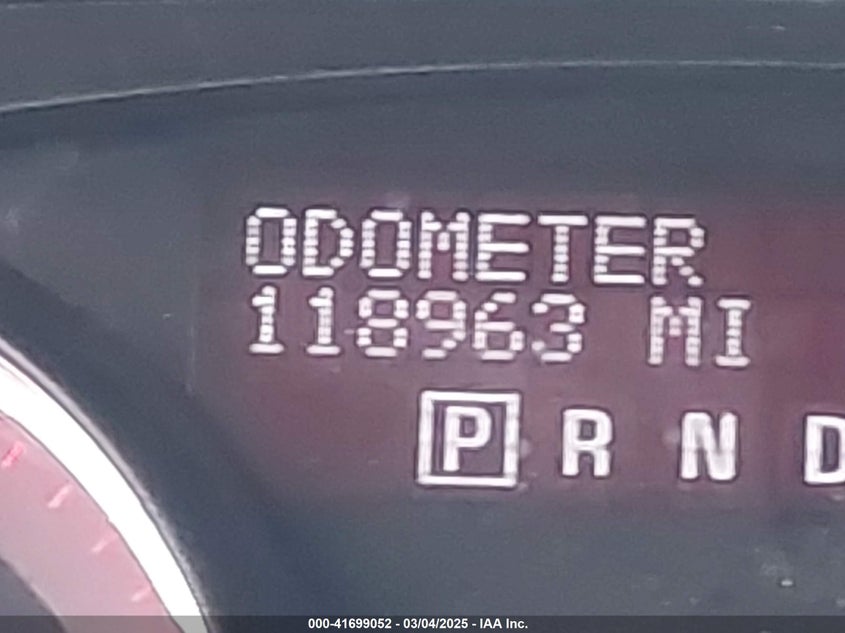 ODOMETER
118963 MI
P R N D
000-41699052 - 03/04/2025 - IAA Inc.